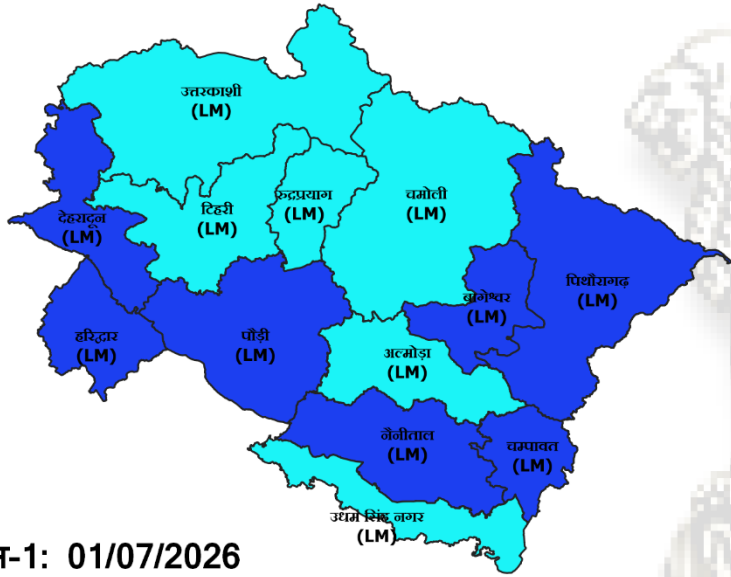 उत्तरकाशी
(LM)
टिहरी
(LM)
रुद्रप्रयाग
(LM)
चमोली
(LM)
देहरादून
(LM)
हरिद्वार
(LM)
पौड़ी
(LM)
बागेश्वर
(LM)
पिथौरागढ़
(LM)
अल्मोड़ा
(LM)
नैनीताल
(LM)
चम्पावत
(LM)
उधम सिंह नगर
(LM)
-1: 01/07/2026